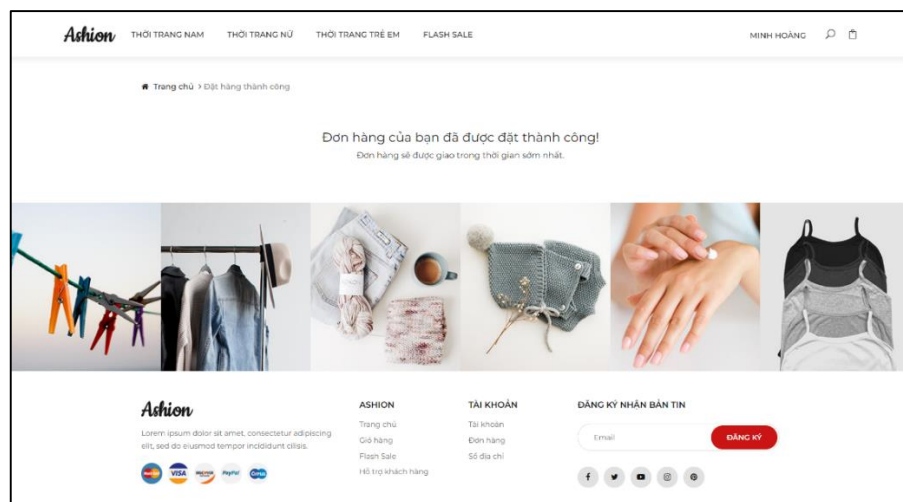 Ashion THỜI TRANG NAM THỜI TRANG NỮ THỜI TRANG TRẺ EM FLASH SALE MINH HOÀNG
Trang chủ > Đặt hàng thành công
Đơn hàng của bạn đã được đặt thành công!
Đơn hàng sẽ được giao trong thời gian sớm nhất.
Ashion
Lorem ipsum dolor sit amet, consectetur adipiscing
elit, sed do eiusmod tempor incididunt cilisis.
VISA PayPal
ASHION
Trang chủ
Giỏ hàng
Flash Sale
Hỗ trợ khách hàng
TÀI KHOẢN
Tài khoản
Đơn hàng
Sổ địa chỉ
ĐĂNG KÝ NHẬN BẢN TIN
Email ĐĂNG KÝ